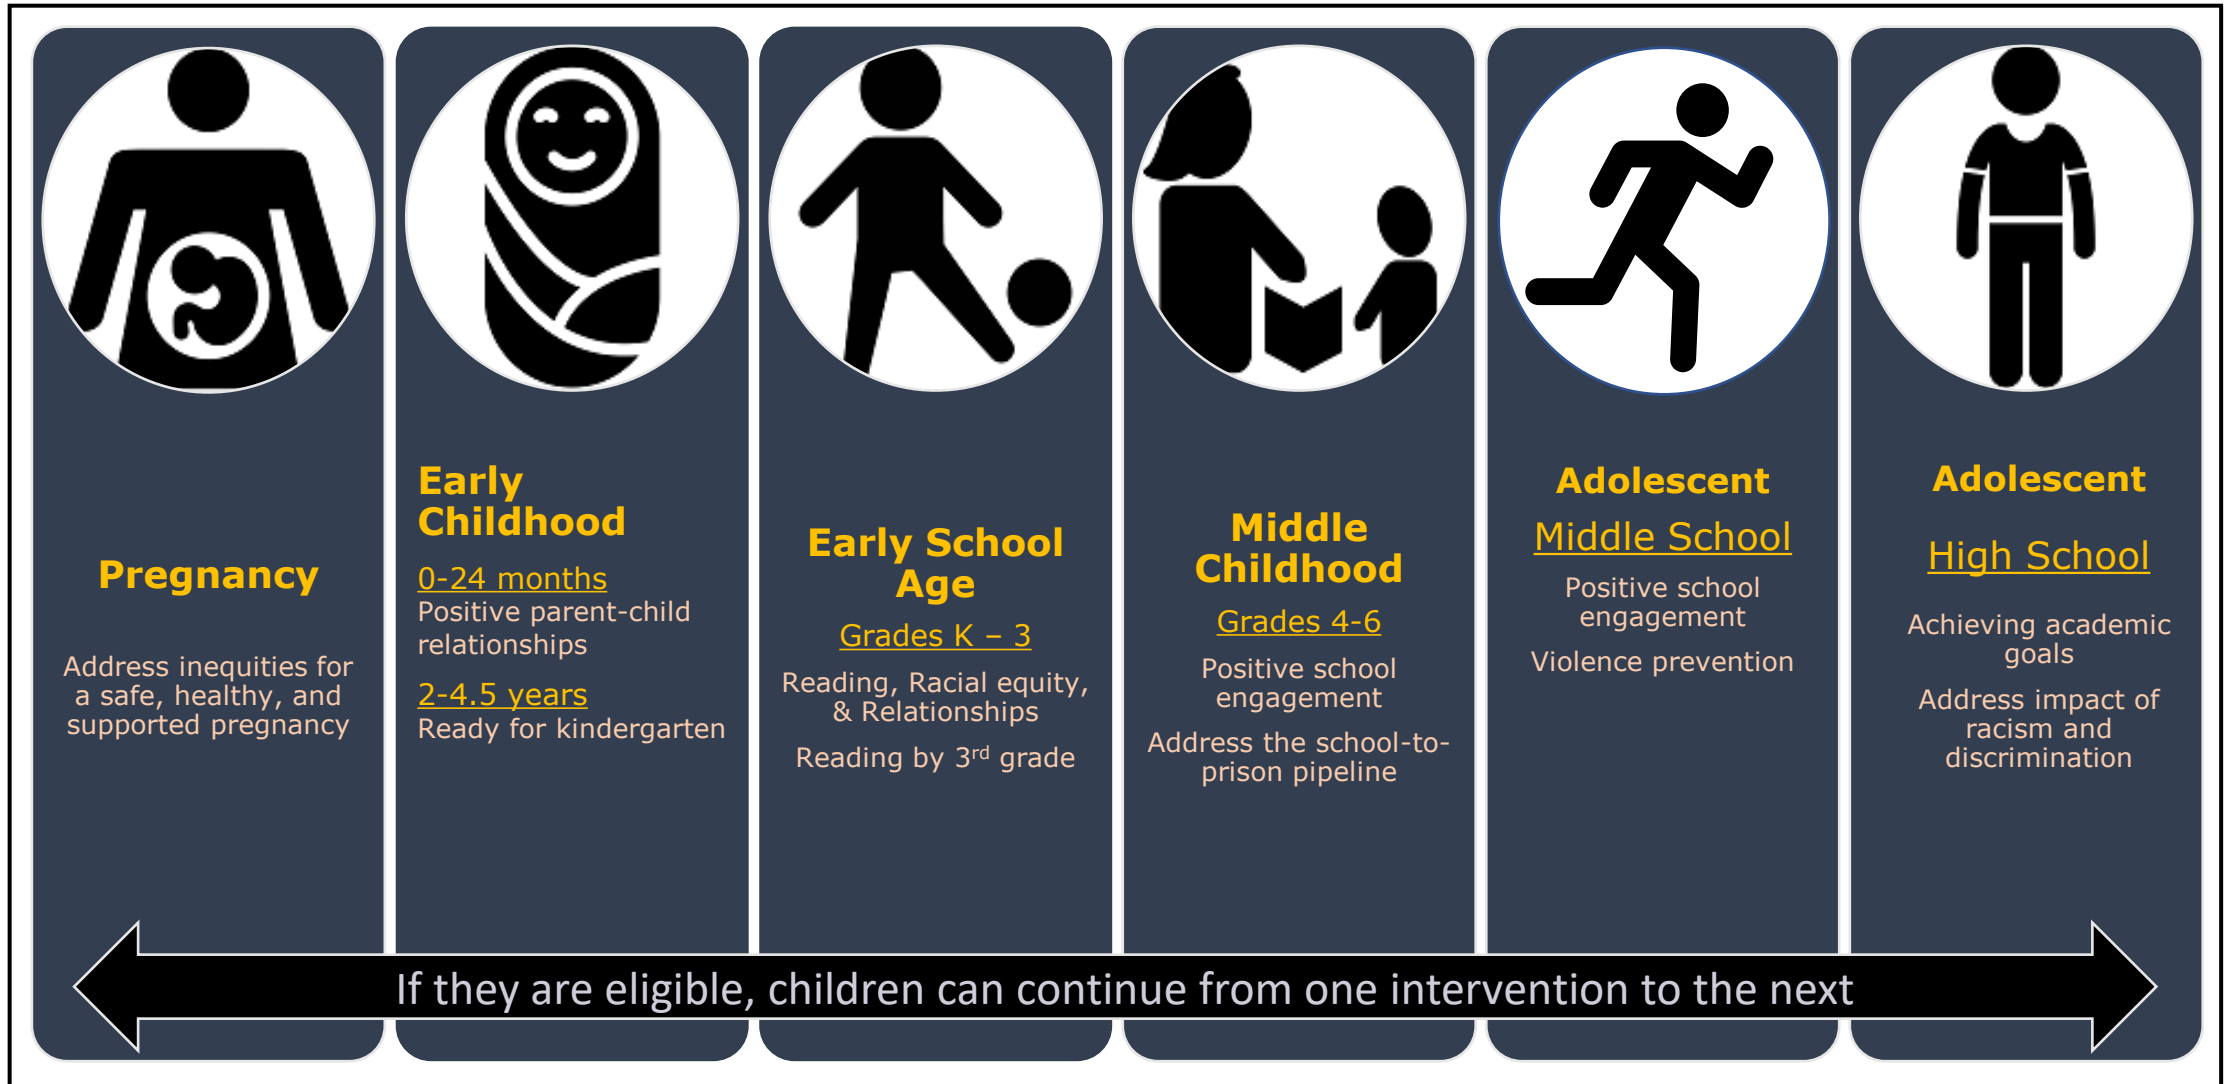 Pregnancy
Address inequities for
a safe, healthy, and
supported pregnancy
Early
Childhood
0-24 months
Positive parent-child
relationships
2-4.5 years
Ready for kindergarten
Early School
Age
Grades K – 3
Reading, Racial equity,
& Relationships
Reading by 3rd grade
Middle
Childhood
Grades 4-6
Positive school
engagement
Address the school-to-
prison pipeline
Adolescent
Middle School
Positive school
engagement
Violence prevention
Adolescent
High School
Achieving academic
goals
Address impact of
racism and
discrimination
If they are eligible, children can continue from one intervention to the next